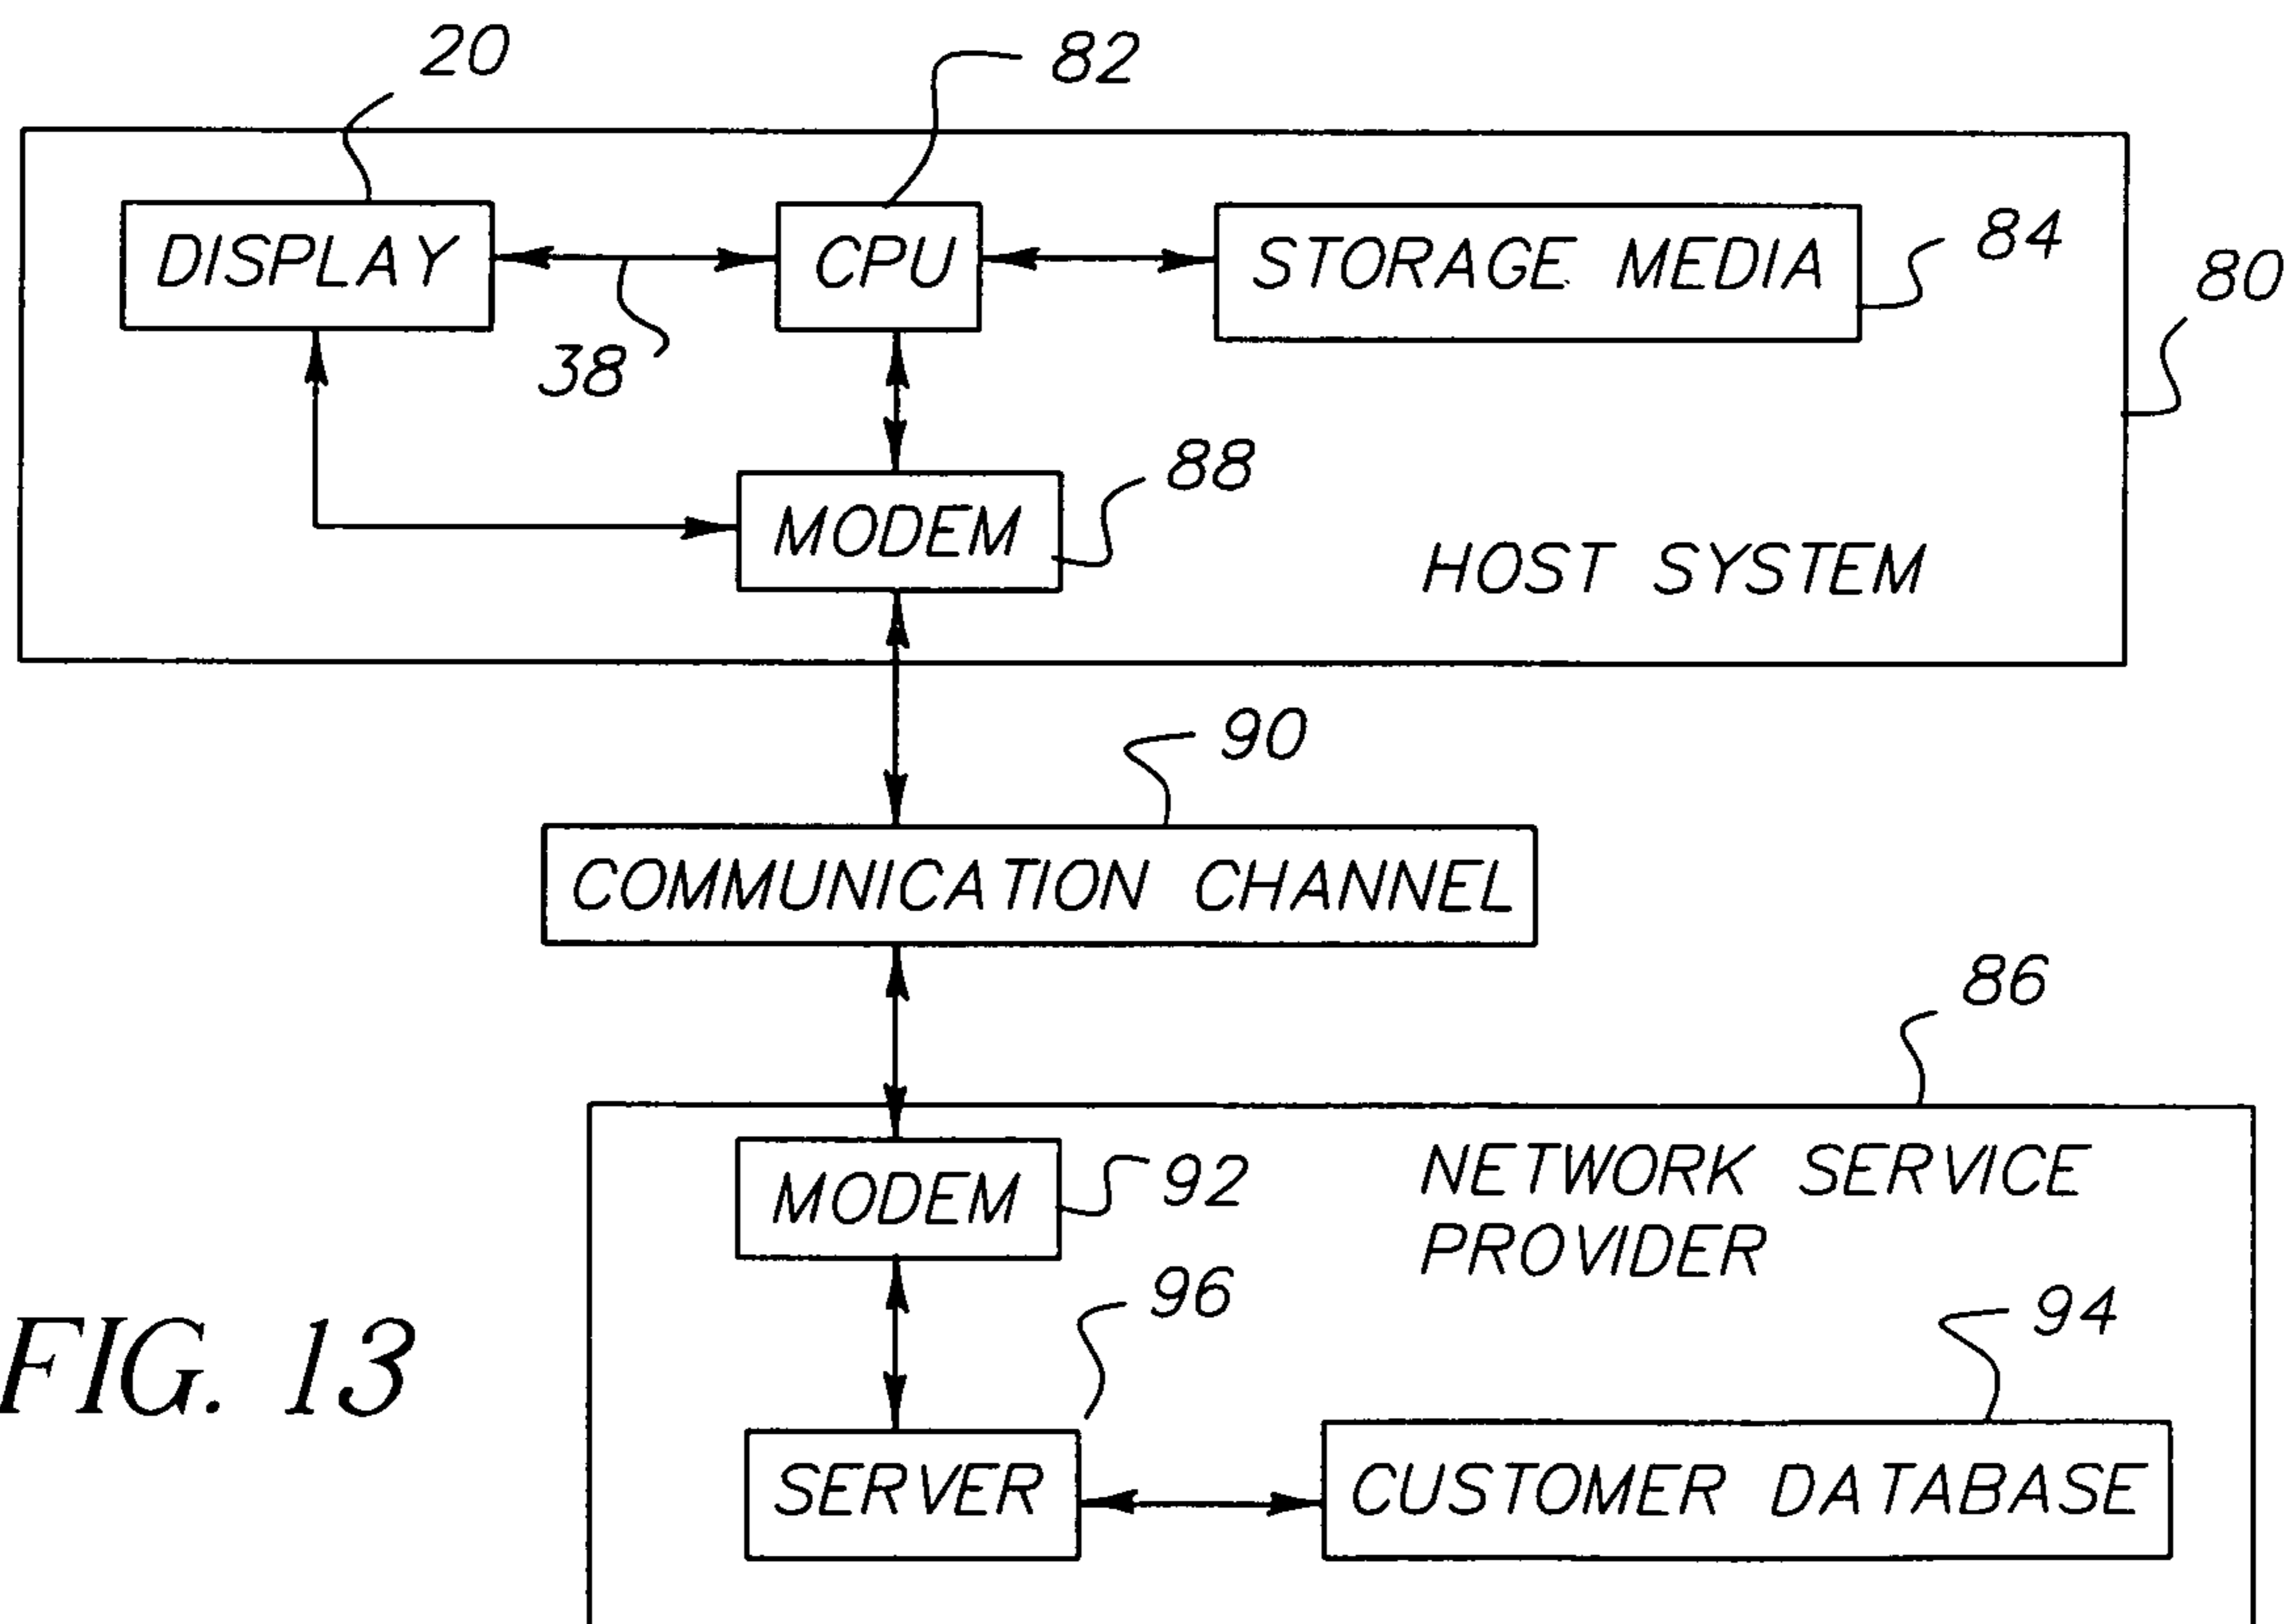 20
82
DISPLAY
CPU
STORAGE MEDIA
84
80
38
88
MODEM
HOST SYSTEM
90
COMMUNICATION CHANNEL
86
MODEM
92
NETWORK SERVICE
PROVIDER
96
94
FIG. 13
SERVER
CUSTOMER DATABASE